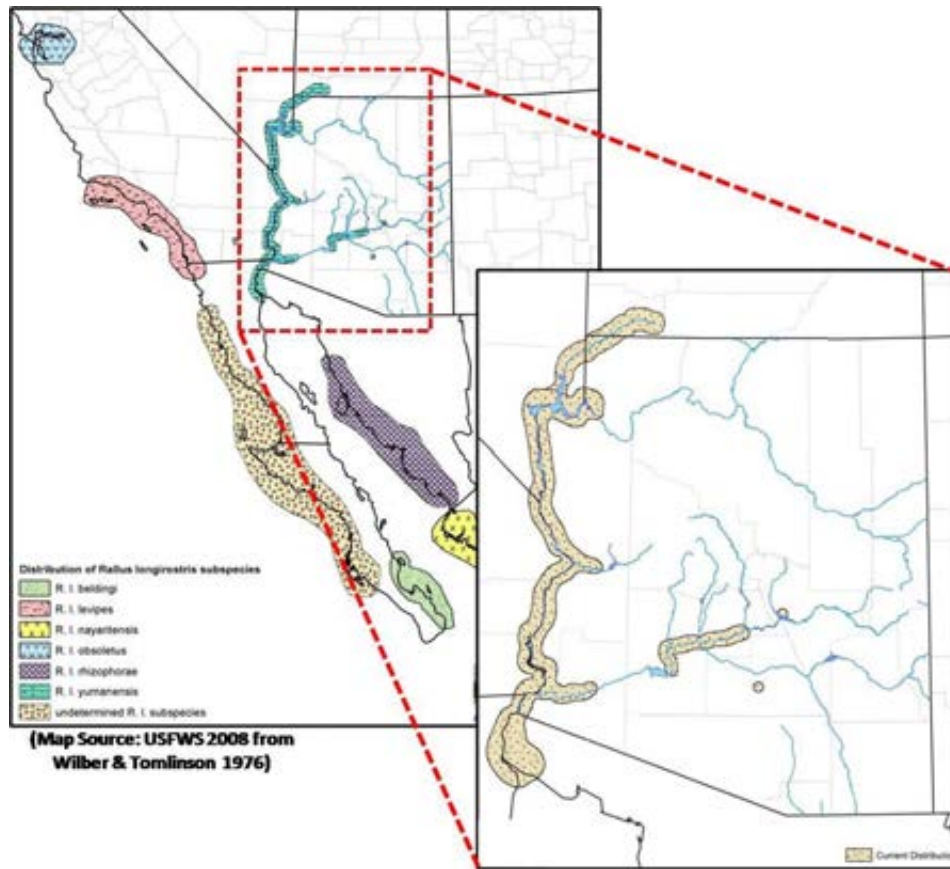 Distribution of Rallus longirostris subspecies
R. l. beldingi
R. l. levipes
R. l. nayaritensis
R. l. obsoletus
R. l. rhizophorae
R. l. yumanensis
undetermined R. l. subspecies
(Map Source: USFWS 2008 from
Wilber & Tomlinson 1976)
Current Distributio